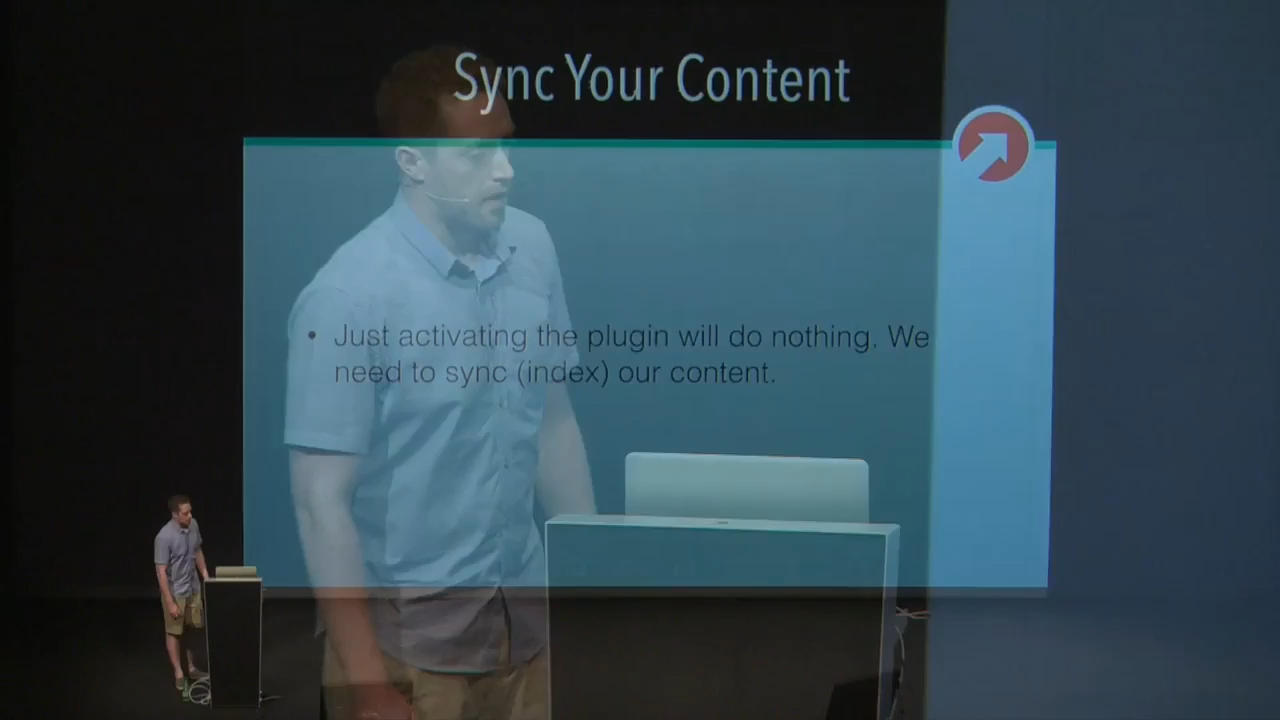 Sync Your Content
• Just activating the plugin will do nothing. We
need to sync (index) our content.